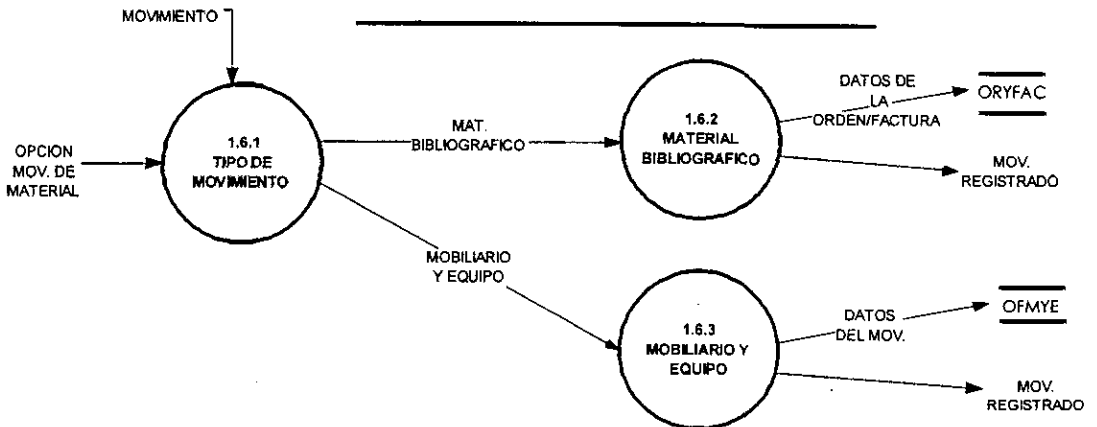 MOVIMIENTO
OPCION
MOV. DE
MATERIAL
1.6.1
TIPO DE
MOVIMIENTO
MAT.
BIBLIOGRAFICO
1.6.2
MATERIAL
BIBLIOGRAFICO
DATOS DE
LA
ORDEN/FACTURA
ORYFAC
MOV.
REGISTRADO
MOBILIARIO
Y EQUIPO
1.6.3
MOBILIARIO Y
EQUIPO
DATOS
DEL MOV.
OFMYE
MOV.
REGISTRADO